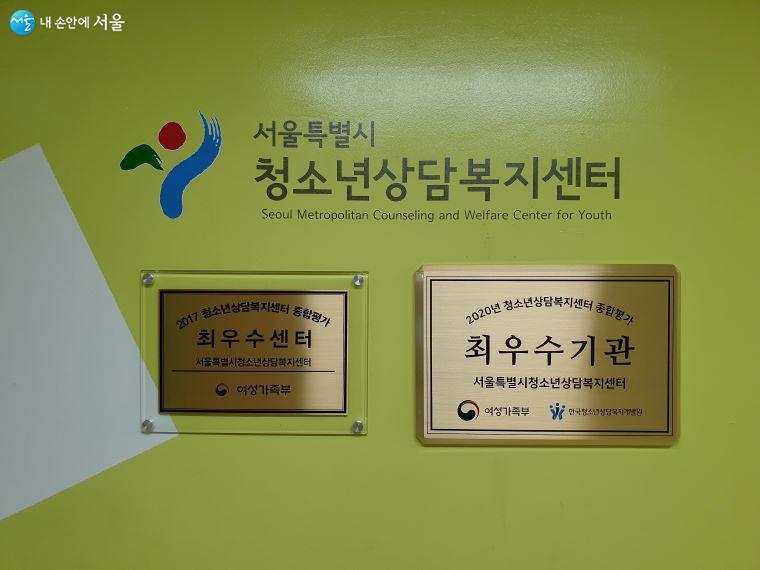 서울 내 손안에 서울
서울특별시
청소년상담복지센터
Seoul Metropolitan Counseling and Welfare Center for Youth
2017 청소년상담복지센터 종합평가
최우수센터
서울특별시청소년상담복지센터
여성가족부
2020년 청소년상담복지센터 종합평가
최우수기관
서울특별시청소년상담복지센터
여성가족부 한국청소년상담복지개발원